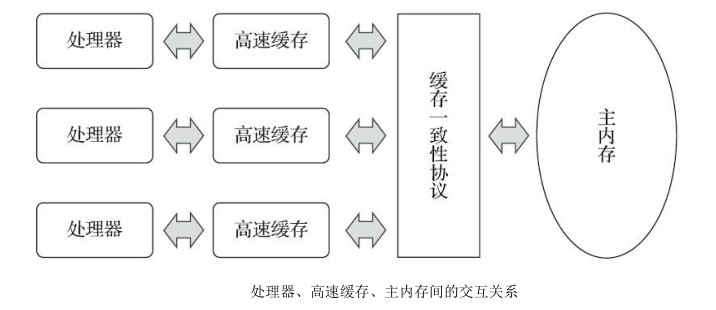 处理器
高速缓存
处理器
高速缓存
处理器
高速缓存
缓存一致性协议
主内存
处理器、高速缓存、主内存间的交互关系